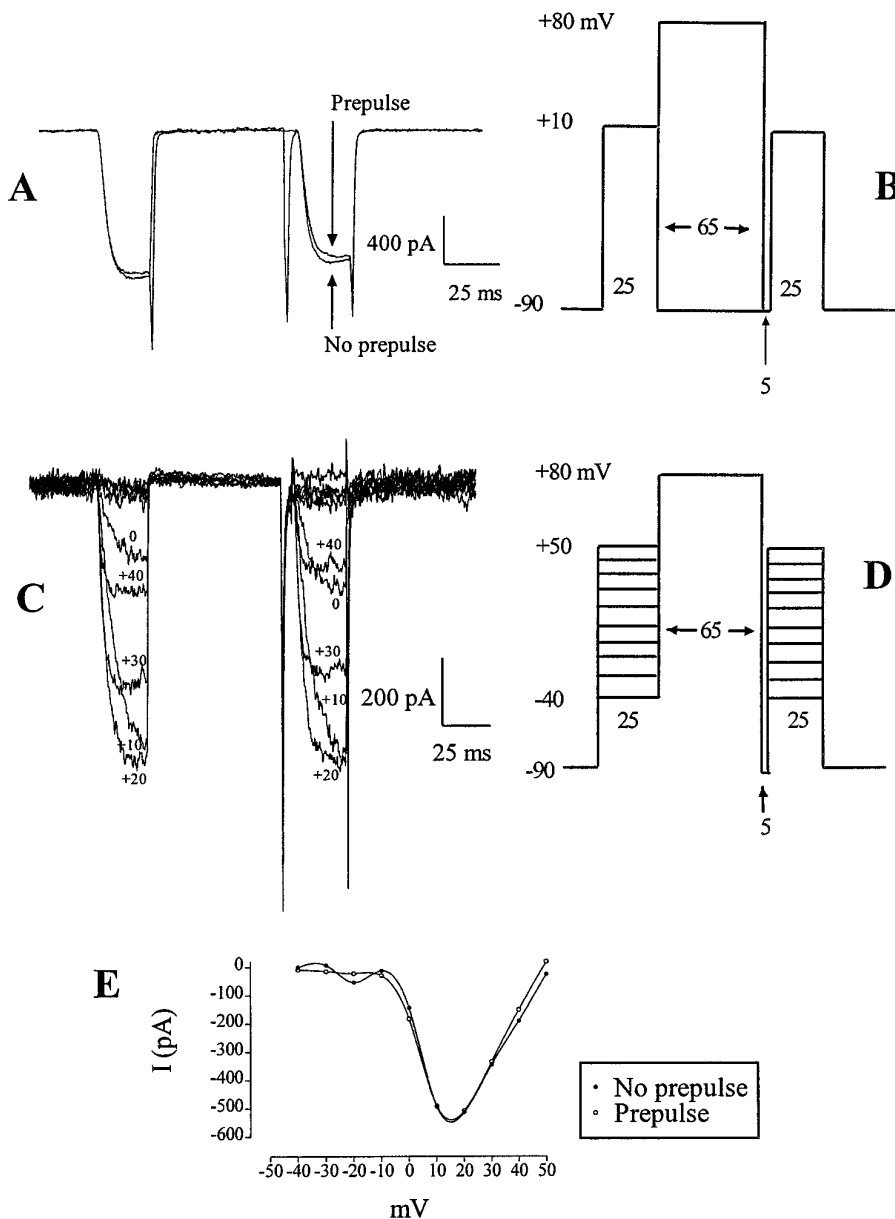 A
Prepulse
400 pA
25 ms
No prepulse
B
+80 mV
+10
65
25
25
-90
5
C
0
+40
+30
+10
+20
+40
0
+30
+10
+20
200 pA
25 ms
D
+80 mV
+50
65
-40
25
25
-90
5
E
I (pA)
0
-100
-200
-300
-400
-500
-600
-50 -40 -30 -20 -10 0 10 20 30 40 50
mV
No prepulse
Prepulse